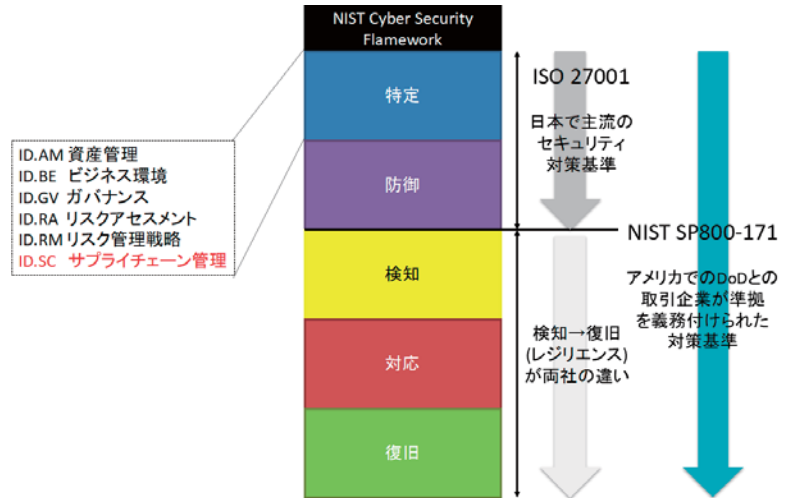 NIST Cyber Security
Flamework
特定
防御
検知
対応
復旧
ID.AM 資産管理
ID.BE ビジネス環境
ID.GV ガバナンス
ID.RA リスクアセスメント
ID.RM リスク管理戦略
ID.SC サプライチェーン管理
ISO 27001
日本で主流の
セキュリティ
対策基準
検知→復旧
(レジリエンス)
が両社の違い
NIST SP800-171
アメリカでのDoDとの
取引企業が準拠
を義務付けられた
対策基準